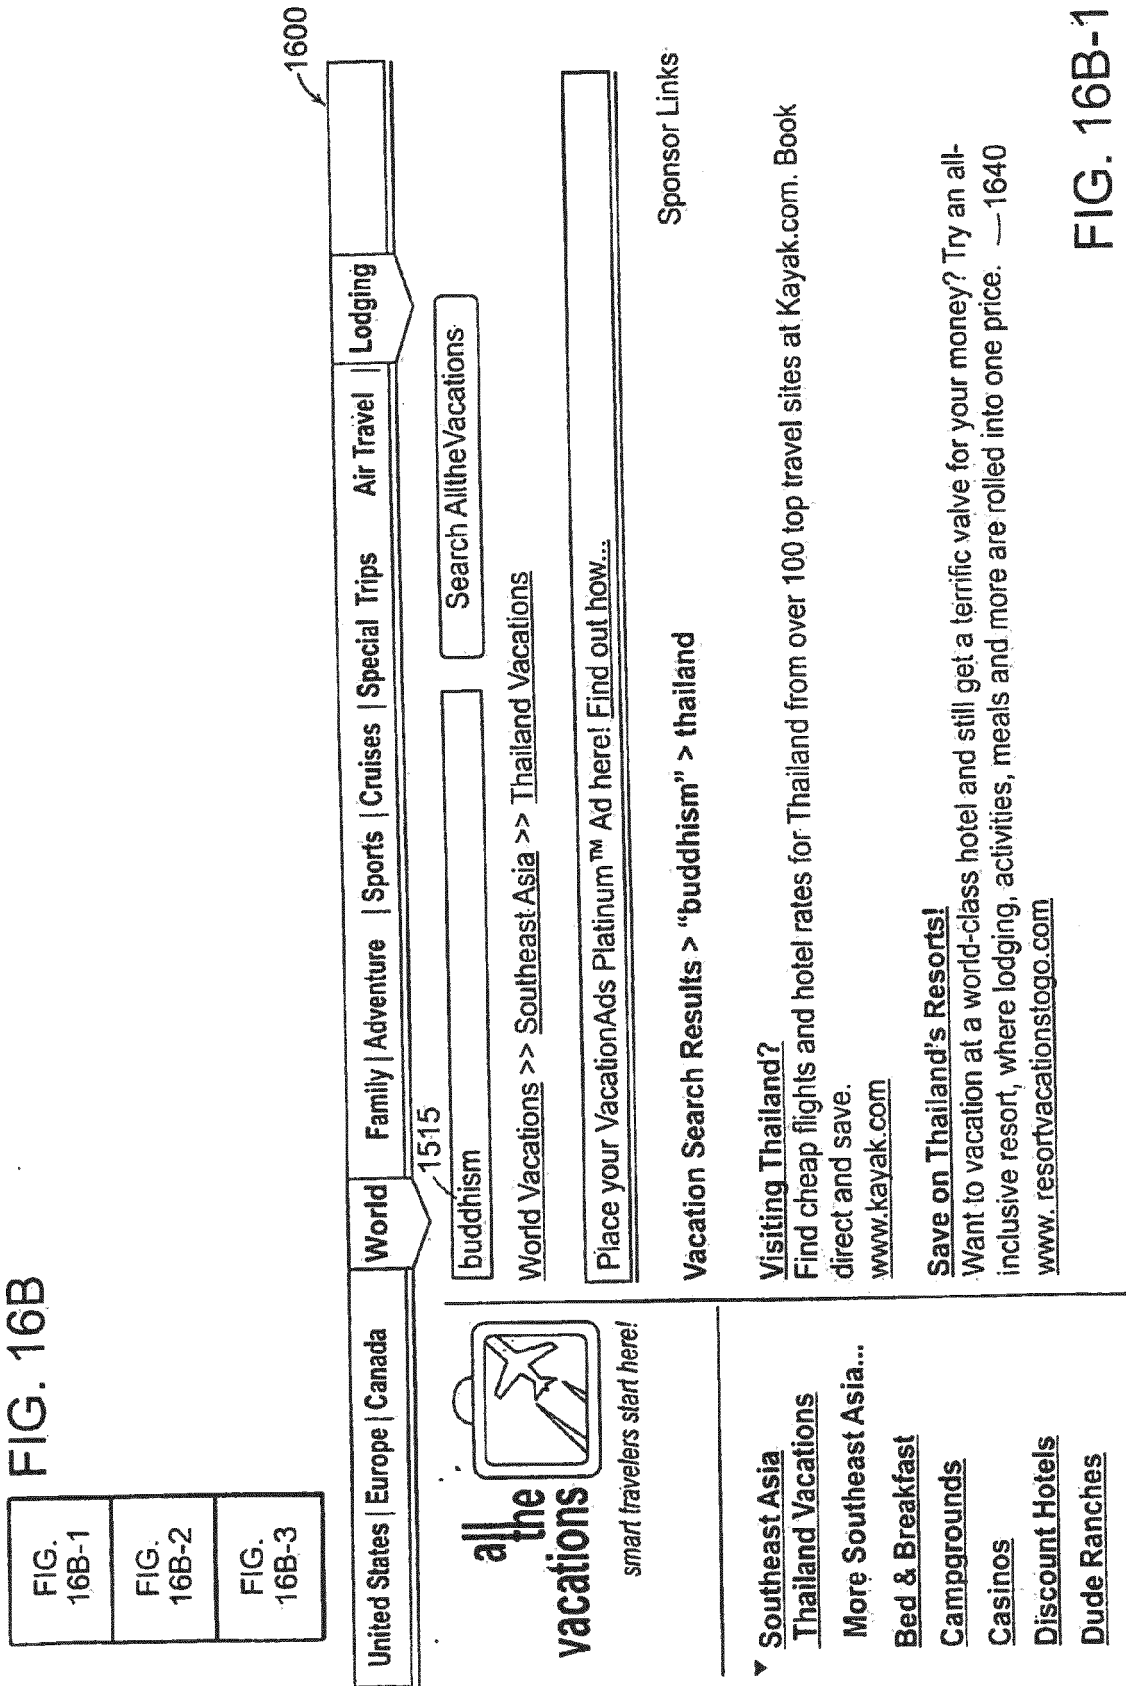 FIG. 16B
FIG.
16B-1
FIG.
16B-2
FIG.
16B-3
1600
United States | Europe | Canada World Family | Adventure | Sports | Cruises | Special Trips Air Travel | Lodging
1515
all
the
vacations
smart travelers start here!
buddhism Search AlltheVacations
World Vacations >> Southeast Asia >> Thailand Vacations
Place your VacationAds Platinum™ Ad here! Find out how...
Sponsor Links
Vacation Search Results > "buddhism" > thailand
Visiting Thailand?
Find cheap flights and hotel rates for Thailand from over 100 top travel sites at Kayak.com. Book
direct and save.
www.kayak.com
Save on Thailand's Resorts!
Want to vacation at a world-class hotel and still get a terrific valve for your money? Try an all-
inclusive resort, where lodging, activities, meals and more are rolled into one price. 1640
www. resortvacationstogo.com
▼ Southeast Asia
Thailand Vacations
More Southeast Asia...
Bed & Breakfast
Campgrounds
Casinos
Discount Hotels
Dude Ranches
FIG. 16B-1